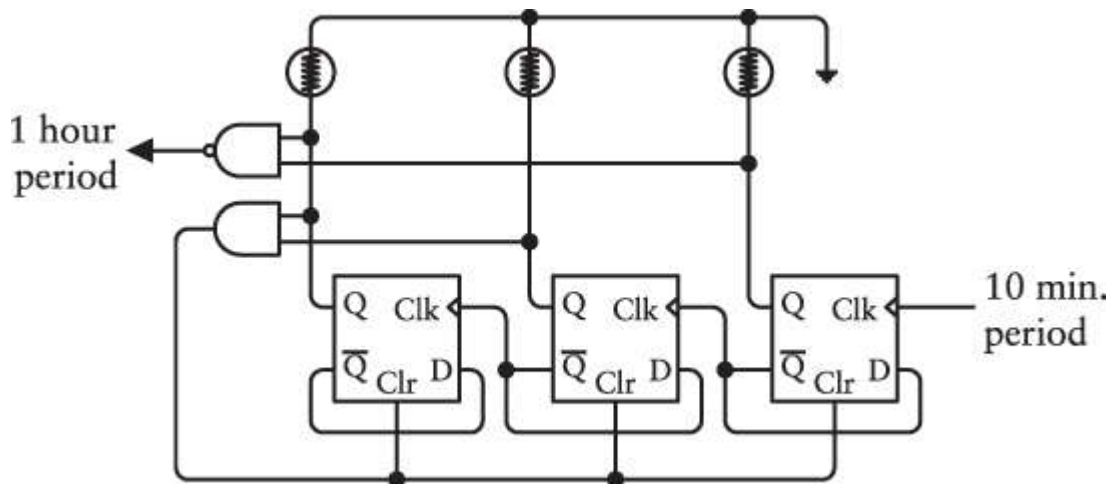 1 hour
period
Q Clk
Q Clk
Q Clk
10 min.
period
Q̅ Clr D
Q̅ Clr D
Q̅ Clr D